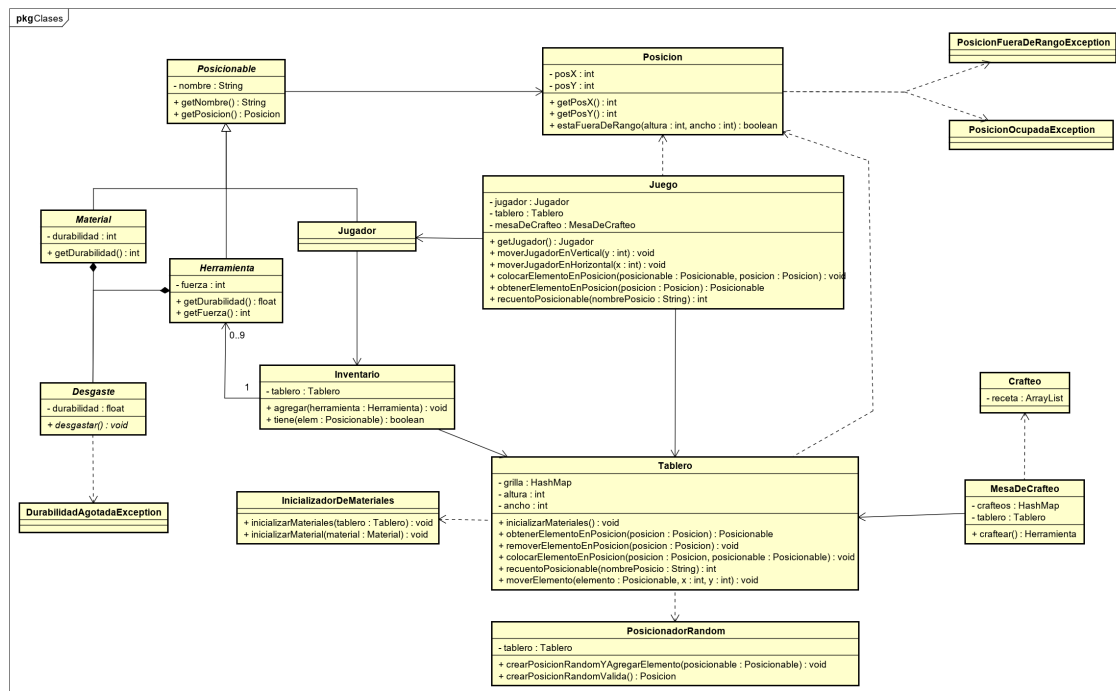 pkg Clases
Posicionable
- nombre : String
+ getNombre() : String
+ getPosicion() : Posicion
Posicion
- posX : int
- posY : int
+ getPosX() : int
+ getPosY() : int
+ estaFueraDeRango(altura : int, ancho : int) : boolean
PosicionFueraDeRangoException
PosicionOcupadaException
Juego
- jugador : Jugador
- tablero : Tablero
- mesaDeCrafteo : MesaDeCrafteo
+ getJugador() : Jugador
+ moverJugadorEnVertical(y : int) : void
+ moverJugadorEnHorizontal(x : int) : void
+ colocarElementoEnPosicion(posicionable : Posicionable, posicion : Posicion) : void
+ obtenerElementoEnPosicion(posicion : Posicion) : Posicionable
+ recuentoPosicionable(nombrePosicio : String) : int
Material
- durabilidad : int
+ getDurabilidad() : int
Jugador
Herramienta
- fuerza : int
+ getDurabilidad() : float
+ getFuerza() : int
0..9
1
Inventario
- tablero : Tablero
+ agregar(herramienta : Herramienta) : void
+ tiene(elem : Posicionable) : boolean
Desgaste
- durabilidad : float
+ desgastar() : void
DurabilidadAgotadaException
Crafteo
- receta : ArrayList
InicializadorDeMateriales
+ inicializarMateriales(tablero : Tablero) : void
+ inicializarMaterial(material : Material) : void
Tablero
- grilla : HashMap
- altura : int
- ancho : int
+ inicializarMateriales() : void
+ obtenerElementoEnPosicion(posicion : Posicion) : Posicionable
+ removerElementoEnPosicion(posicion : Posicion) : void
+ colocarElementoEnPosicion(posicion : Posicion, posicionable : Posicionable) : void
+ recuentoPosicionable(nombrePosicio : String) : int
+ moverElemento(elemento : Posicionable, x : int, y : int) : void
MesaDeCrafteo
- crafteos : HashMap
- tablero : Tablero
+ craftear() : Herramienta
PosicionadorRandom
- tablero : Tablero
+ crearPosicionRandomYAgregarElemento(posicionable : Posicionable) : void
+ crearPosicionRandomValida() : Posicion